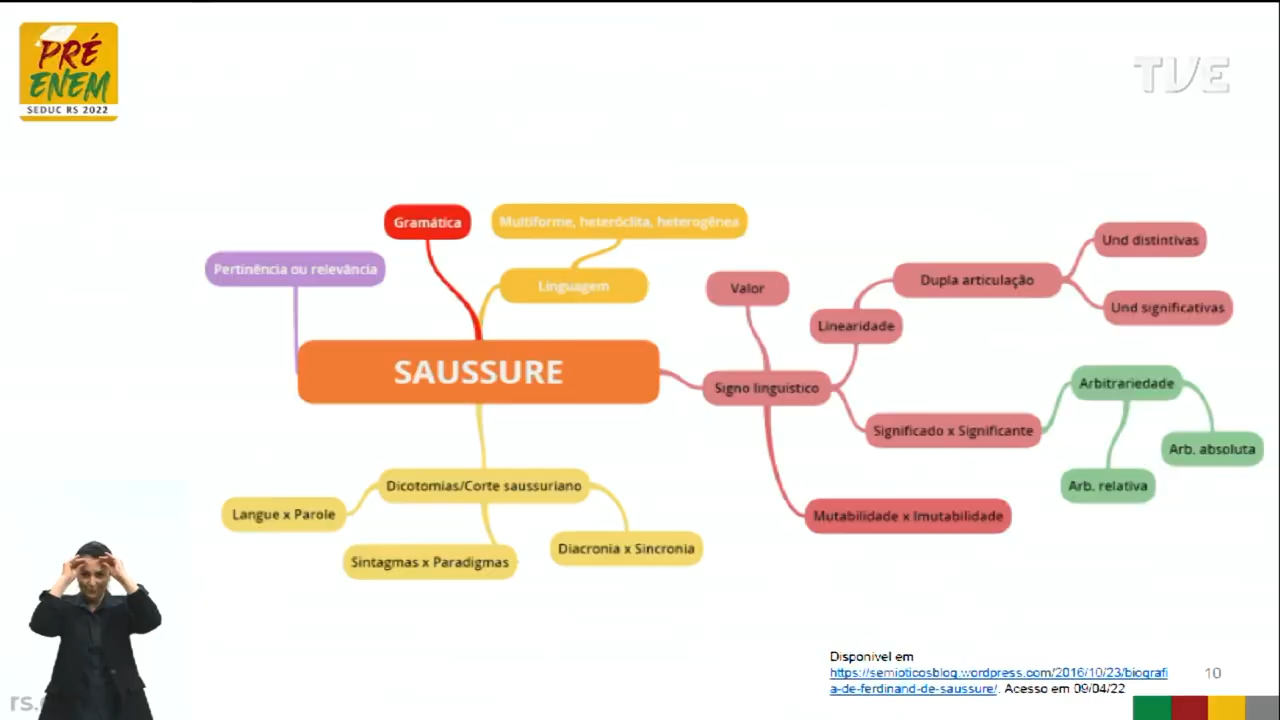 PRÉ
ENEM
SEDUC RS 2022
TVE
Gramática
Multiforme, heteróclita, heterogênea
Pertinência ou relevância
Linguagem
Valor
Dupla articulação
Und distintivas
Und significativas
Linearidade
SAUSSURE
Signo linguístico
Arbitrariedade
Significado x Significante
Arb. absoluta
Arb. relativa
Dicotomias/Corte saussuriano
Langue x Parole
Mutabilidade x Imutabilidade
Sintagmas x Paradigmas
Diacronia x Sincronia
Disponível em
https://semioticosblog.wordpress.com/2016/10/23/biografi
a-de-ferdinand-de-saussure/. Acesso em 09/04/22
10
rs.